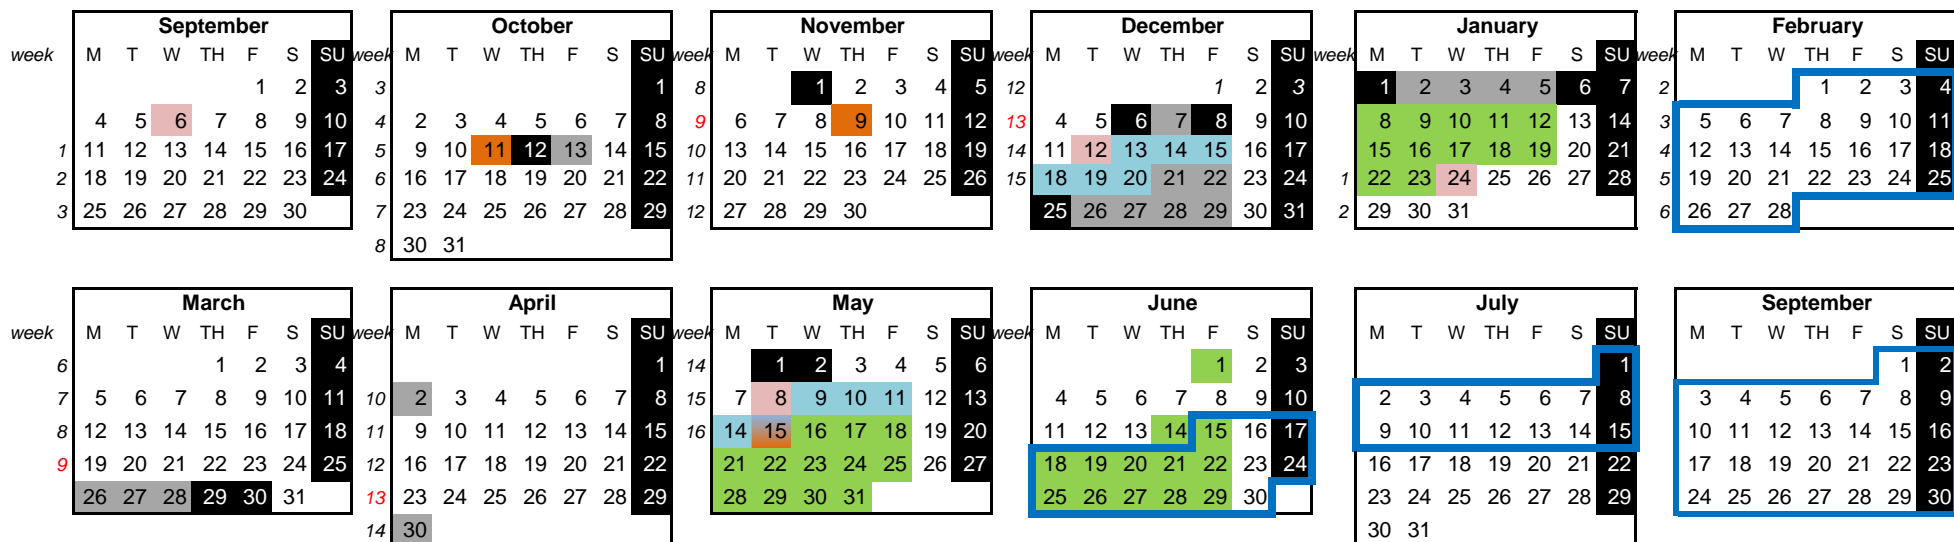 September October November December January February
week M T W TH F S SU week M T W TH F S SU week M T W TH F S SU week M T W TH F S SU week M T W TH F S SU week M T W TH F S SU
1 2 3 3 1 8 1 2 3 4 5 12 1 2 3 1 2 3 4 5 6 7 2 1 2 3 4
4 5 6 7 8 9 10 4 2 3 4 5 6 7 8 9 6 7 8 9 10 11 12 13 4 5 6 7 8 9 10 8 9 10 11 12 13 14 3 5 6 7 8 9 10 11
1 11 12 13 14 15 16 17 5 9 10 11 12 13 14 15 10 13 14 15 16 17 18 19 14 11 12 13 14 15 16 17 15 16 17 18 19 20 21 4 12 13 14 15 16 17 18
2 18 19 20 21 22 23 24 6 16 17 18 19 20 21 22 11 20 21 22 23 24 25 26 15 18 19 20 21 22 23 24 1 22 23 24 25 26 27 28 5 19 20 21 22 23 24 25
3 25 26 27 28 29 30 7 23 24 25 26 27 28 29 12 27 28 29 30 25 26 27 28 29 30 31 2 29 30 31 6 26 27 28
8 30 31
March April May June July September
week M T W TH F S SU week M T W TH F S SU week M T W TH F S SU week M T W TH F S SU M T W TH F S SU M T W TH F S SU
6 1 2 3 4 1 14 1 2 3 4 5 6 1 2 3 1 1 2
7 5 6 7 8 9 10 11 10 2 3 4 5 6 7 8 15 7 8 9 10 11 12 13 4 5 6 7 8 9 10 2 3 4 5 6 7 8 3 4 5 6 7 8 9
8 12 13 14 15 16 17 18 11 9 10 11 12 13 14 15 16 14 15 16 17 18 19 20 11 12 13 14 15 16 17 9 10 11 12 13 14 15 10 11 12 13 14 15 16
9 19 20 21 22 23 24 25 12 16 17 18 19 20 21 22 21 22 23 24 25 26 27 18 19 20 21 22 23 24 16 17 18 19 20 21 22 17 18 19 20 21 22 23
26 27 28 29 30 31 13 23 24 25 26 27 28 29 28 29 30 31 25 26 27 28 29 30 23 24 25 26 27 28 29 24 25 26 27 28 29 30
14 30 30 31